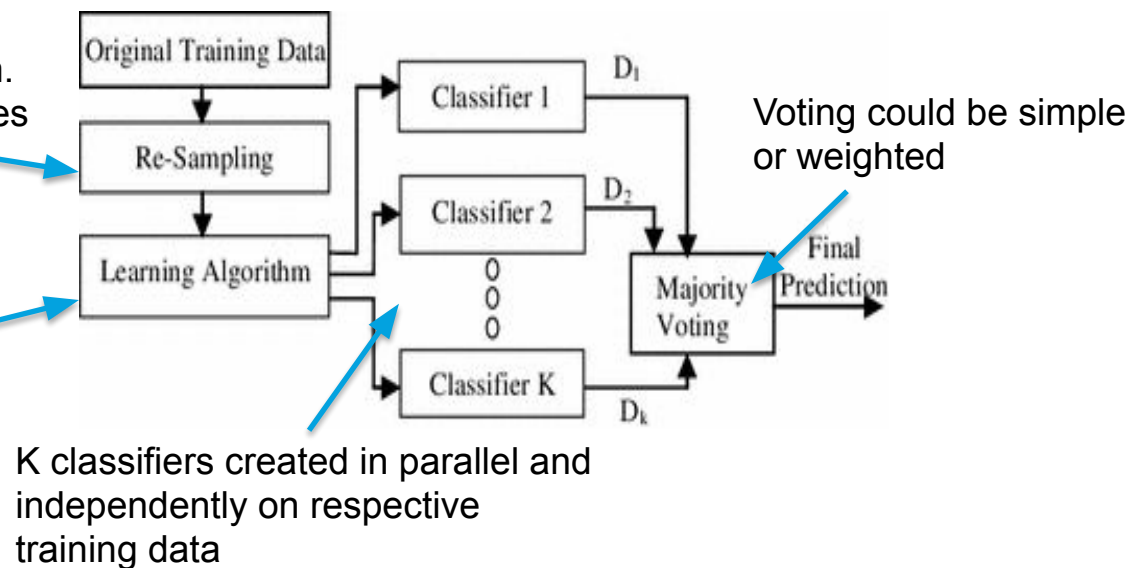 Original Training Data
Re-Sampling
Learning Algorithm
Classifier 1
Classifier 2
Classifier K
D₁
D₂
Dₖ
Majority
Voting
Final
Prediction
Voting could be simple
or weighted
K classifiers created in parallel and
independently on respective
training data